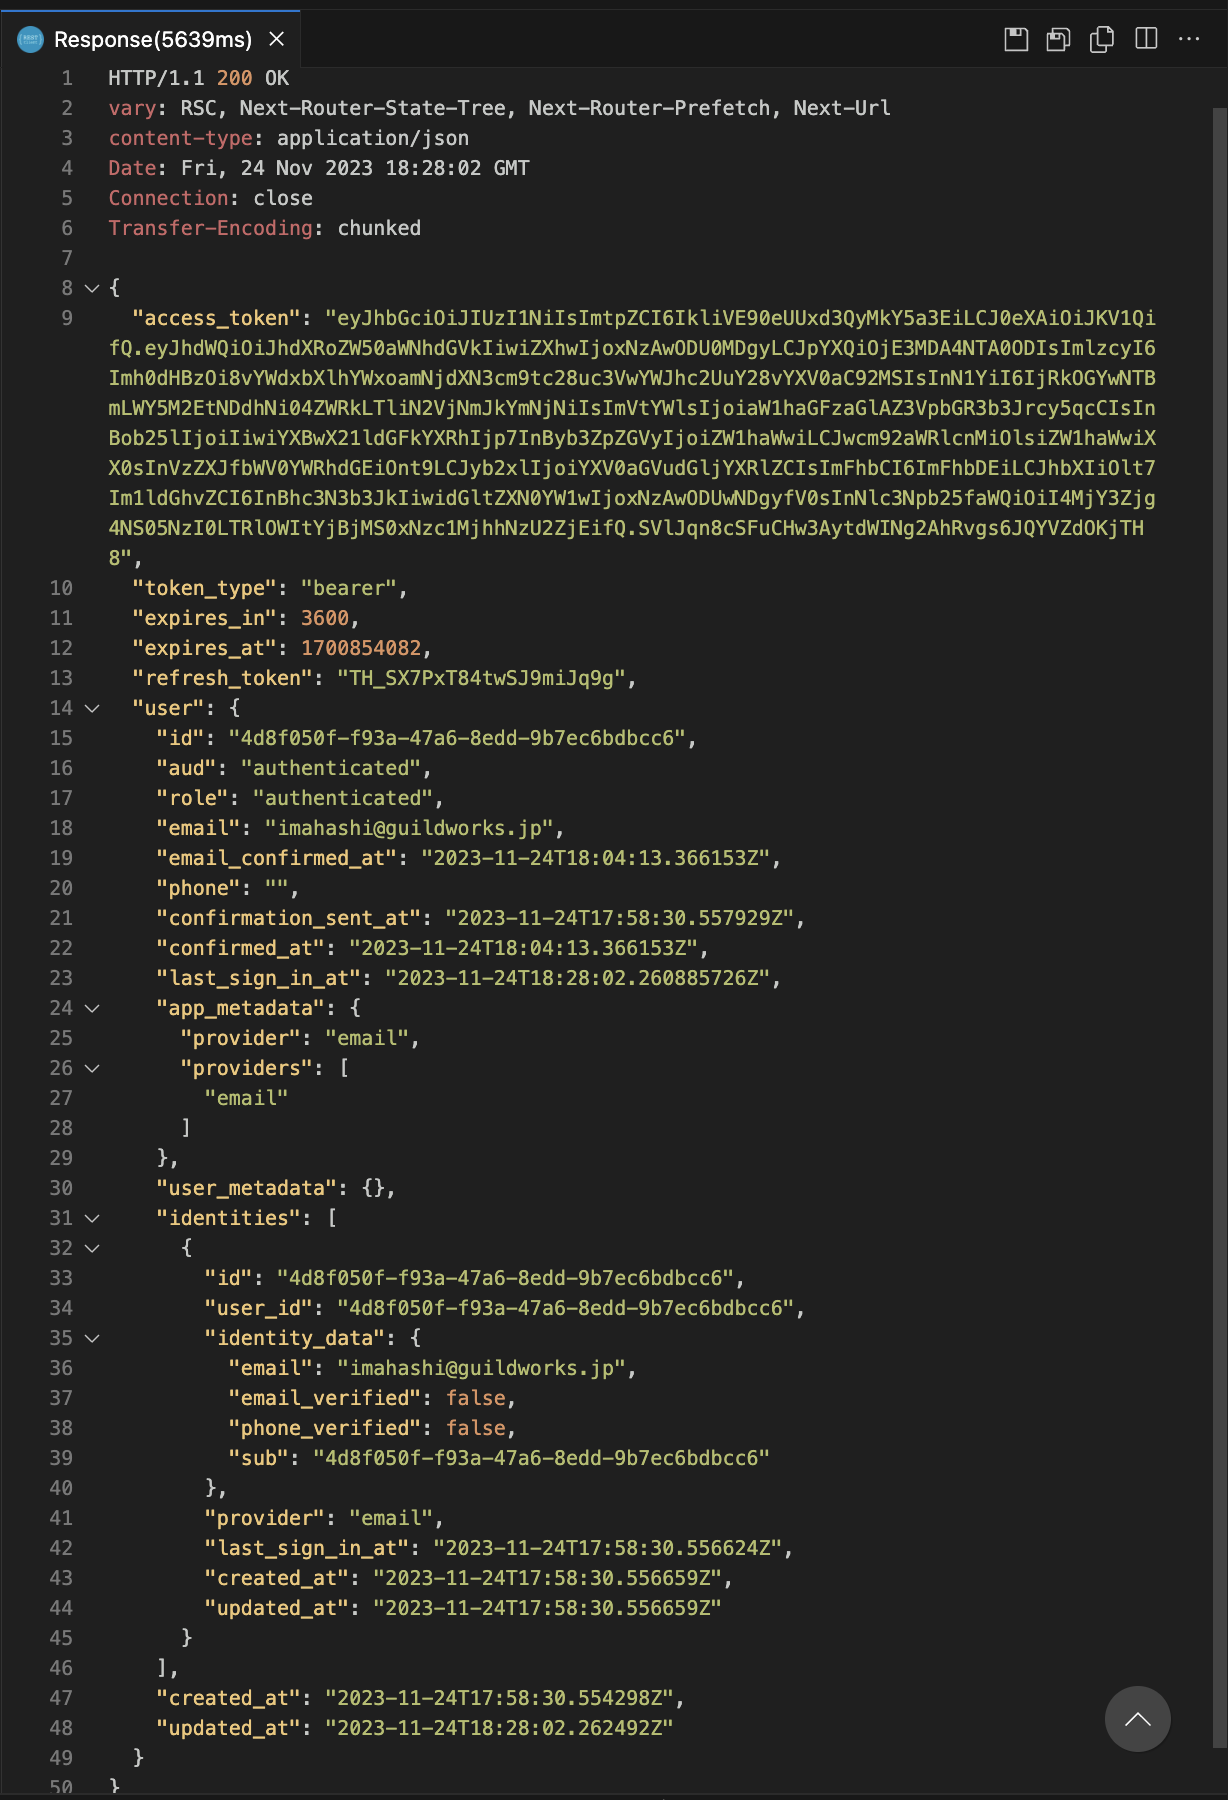 Response(5639ms)
1 HTTP/1.1 200 OK
2 vary: RSC, Next-Router-State-Tree, Next-Router-Prefetch, Next-Url
3 content-type: application/json
4 Date: Fri, 24 Nov 2023 18:28:02 GMT
5 Connection: close
6 Transfer-Encoding: chunked
7
8 {
9 "access_token": "eyJhbGciOiJIUzI1NiIsImtpZCI6IkliVE90eUUxd3QyMkY5a3EiLCJ0eXAiOiJKV1Qi
fQ.eyJhdWQiOiJhdXRoZW50aWNhdGVkIiwiZXhwIjoxNzAwODU0MDgyLCJpYXQiOjE3MDA4NTA0ODIsImlzcyI6
Imh0dHBzOi8vYWdxbXlhYWxoamNjdXN3cm9tc28uc3VwYWJhc2UuY28vYXV0aC92MSIsInN1YiI6IjRkOGYwNTB
mLWY5M2EtNDdhNi04ZWRkLTliN2VjNmJkYmNjNiIsImVtYWlsIjoiaW1haGFzaGlAZ3VpbGR3b3Jrcy5qcCIsIn
Bob25lIjoiIiwiYXBwX21ldGFkYXRhIjp7InByb3ZpZGVyIjoiZW1haWwiLCJwcm92aWRlcnMiOlsiZW1haWwiX
X0sInVzZXJfbWV0YWRhdGEiOnt9LCJyb2xlIjoiYXV0aGVudGljYXRlZCIsImFhbCI6ImFhbDEiLCJhbXIiOlt7
Im1ldGhvZCI6InBhc3N3b3JkIiwidGltZXN0YW1wIjoxNzAwODUwNDgyfV0sInNlc3Npb25faWQiOiI4MjY3Zjg
4NS05NzI0LTRlOWItYjBjMS0xNzc1MjhhNzU2ZjEifQ.SVlJqn8cSFuCHw3AytdWINg2AhRvgs6JQYVZdOKjTH
8",
10 "token_type": "bearer",
11 "expires_in": 3600,
12 "expires_at": 1700854082,
13 "refresh_token": "TH_SX7PxT84twSJ9miJq9g",
14 "user": {
15 "id": "4d8f050f-f93a-47a6-8edd-9b7ec6bdbcc6",
16 "aud": "authenticated",
17 "role": "authenticated",
18 "email": "imahashi@guildworks.jp",
19 "email_confirmed_at": "2023-11-24T18:04:13.366153Z",
20 "phone": "",
21 "confirmation_sent_at": "2023-11-24T17:58:30.557929Z",
22 "confirmed_at": "2023-11-24T18:04:13.366153Z",
23 "last_sign_in_at": "2023-11-24T18:28:02.260885726Z",
24 "app_metadata": {
25 "provider": "email",
26 "providers": [
27 "email"
28 ]
29 },
30 "user_metadata": {},
31 "identities": [
32 {
33 "id": "4d8f050f-f93a-47a6-8edd-9b7ec6bdbcc6",
34 "user_id": "4d8f050f-f93a-47a6-8edd-9b7ec6bdbcc6",
35 "identity_data": {
36 "email": "imahashi@guildworks.jp",
37 "email_verified": false,
38 "phone_verified": false,
39 "sub": "4d8f050f-f93a-47a6-8edd-9b7ec6bdbcc6"
40 },
41 "provider": "email",
42 "last_sign_in_at": "2023-11-24T17:58:30.556624Z",
43 "created_at": "2023-11-24T17:58:30.556659Z",
44 "updated_at": "2023-11-24T17:58:30.556659Z"
45 }
46 ],
47 "created_at": "2023-11-24T17:58:30.554298Z",
48 "updated_at": "2023-11-24T18:28:02.262492Z"
49 }
50 }